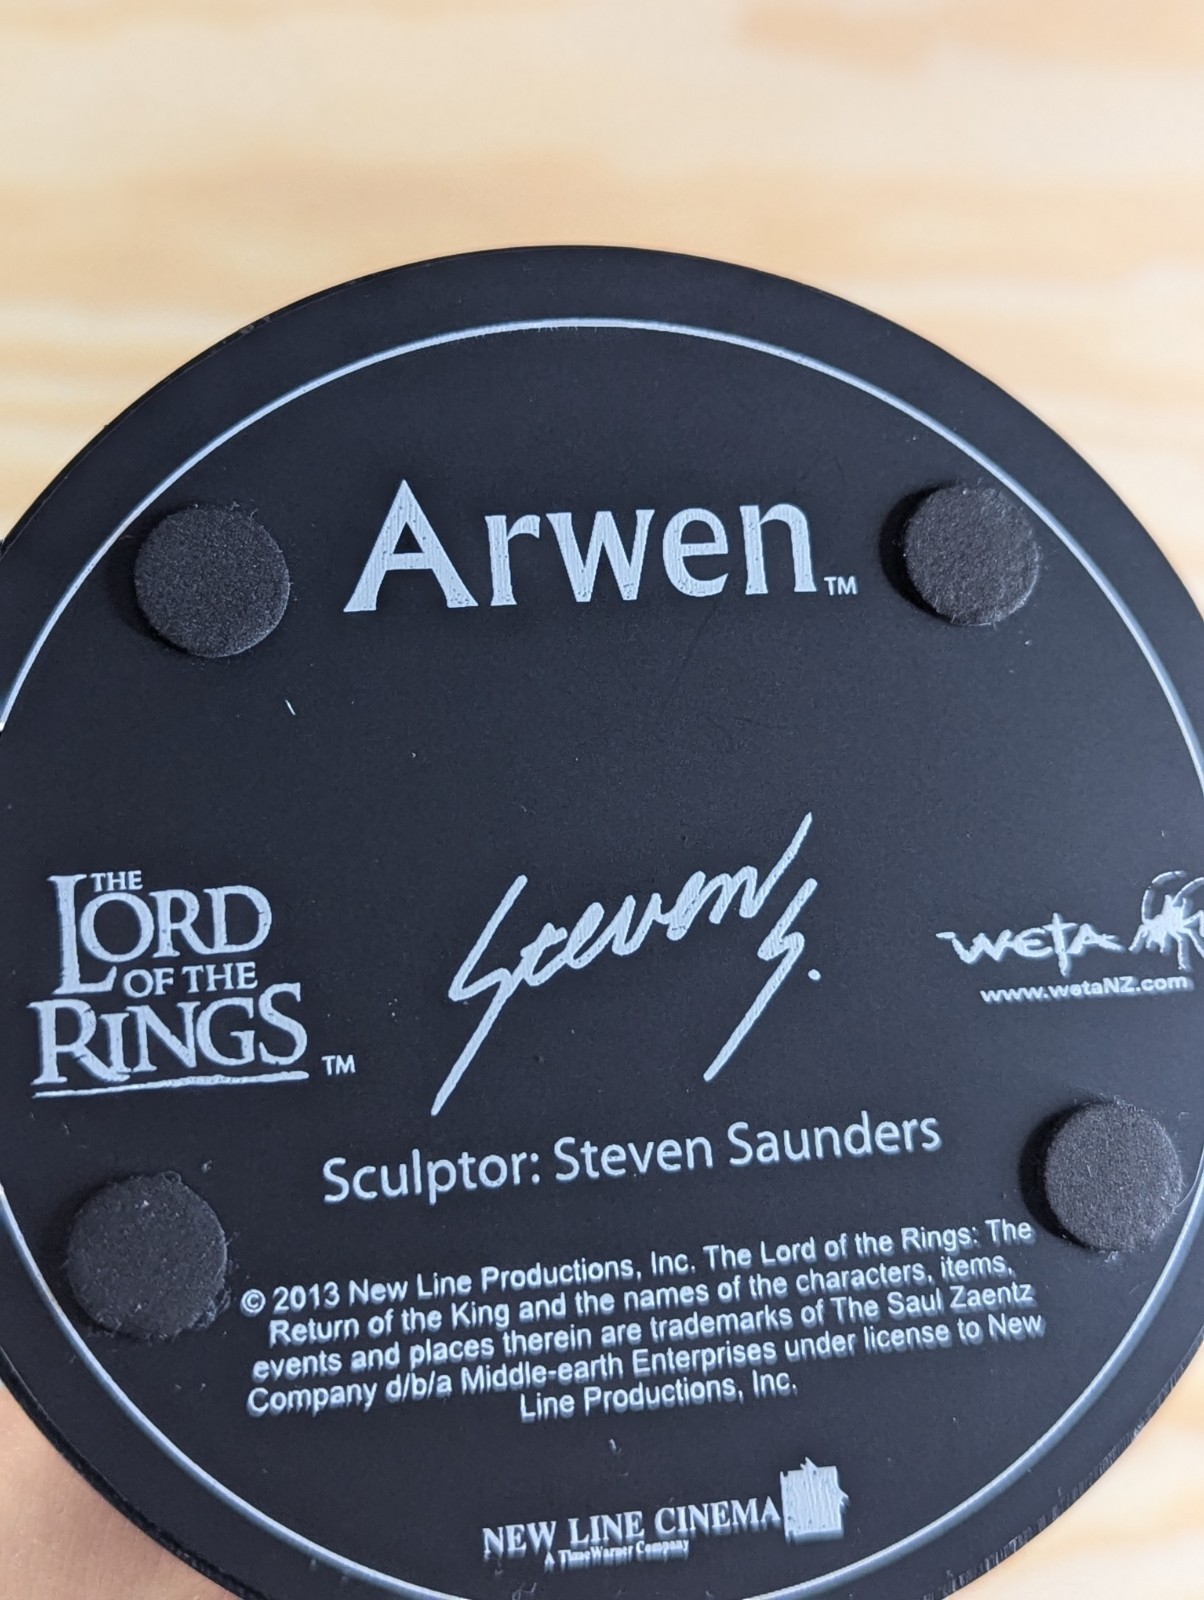 Arwen™
THE
LORD
OF THE
RINGS™
Steven S.
WETA
www.wetaNZ.com
Sculptor: Steven Saunders
© 2013 New Line Productions, Inc. The Lord of the Rings: The
Return of the King and the names of the characters, items,
events and places therein are trademarks of The Saul Zaentz
Company d/b/a Middle-earth Enterprises under license to New
Line Productions, Inc.
NEW LINE CINEMA
A TimeWarner Company